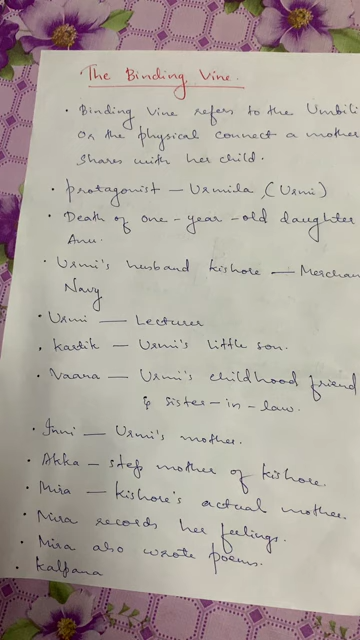 The Binding Vine.
• Binding Vine refers to the Umbili
Or the physical connect a mother
shares with her child.
• Protagonist – Urmila, (Urmi)
• Death of one-year-old daughter
Anu.
• Urmi's husband Kishore – Merchan
Navy
• Urmi – Lecturer
• Kartik – Urmi's little son.
• Vaana – Urmi's childhood friend
& sister-in-law.
• Inni – Urmi's mother.
• Akka – step mother of Kishore.
• Mira – Kishore's actual mother.
• Mira records her feelings.
• Mira also wrote poems.
• Kalpana